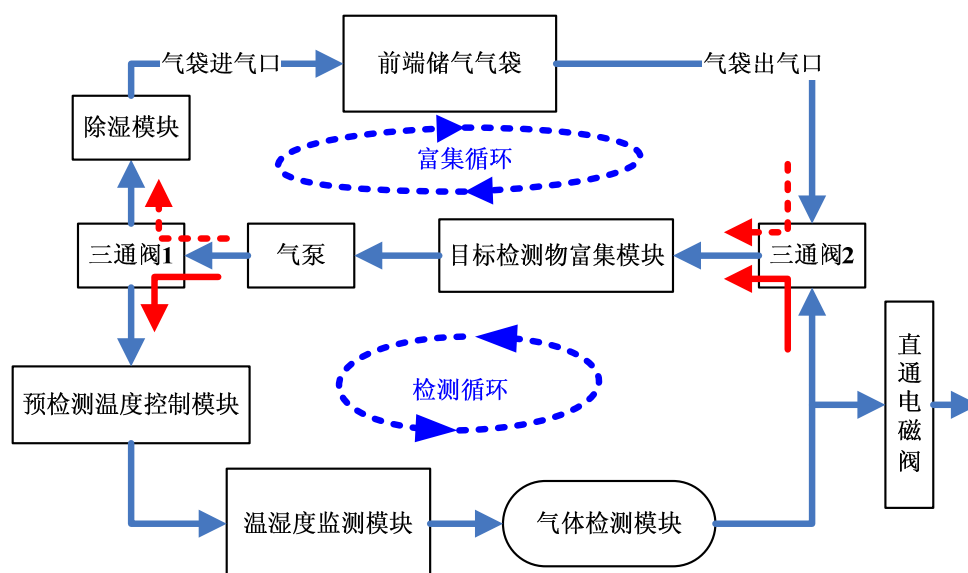 气袋进气口
前端储气气袋
气袋出气口
除湿模块
富集循环
三通阀1
气泵
目标检测物富集模块
三通阀2
预检测温度控制模块
检测循环
直通电磁阀
温湿度监测模块
气体检测模块